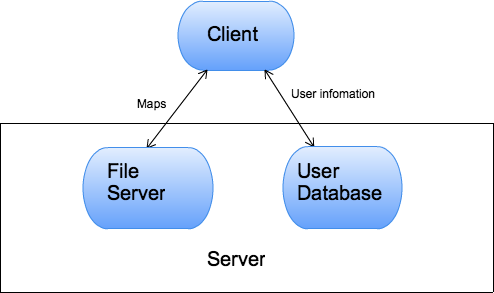 Client
Maps
User infomation
File
Server
User
Database
Server